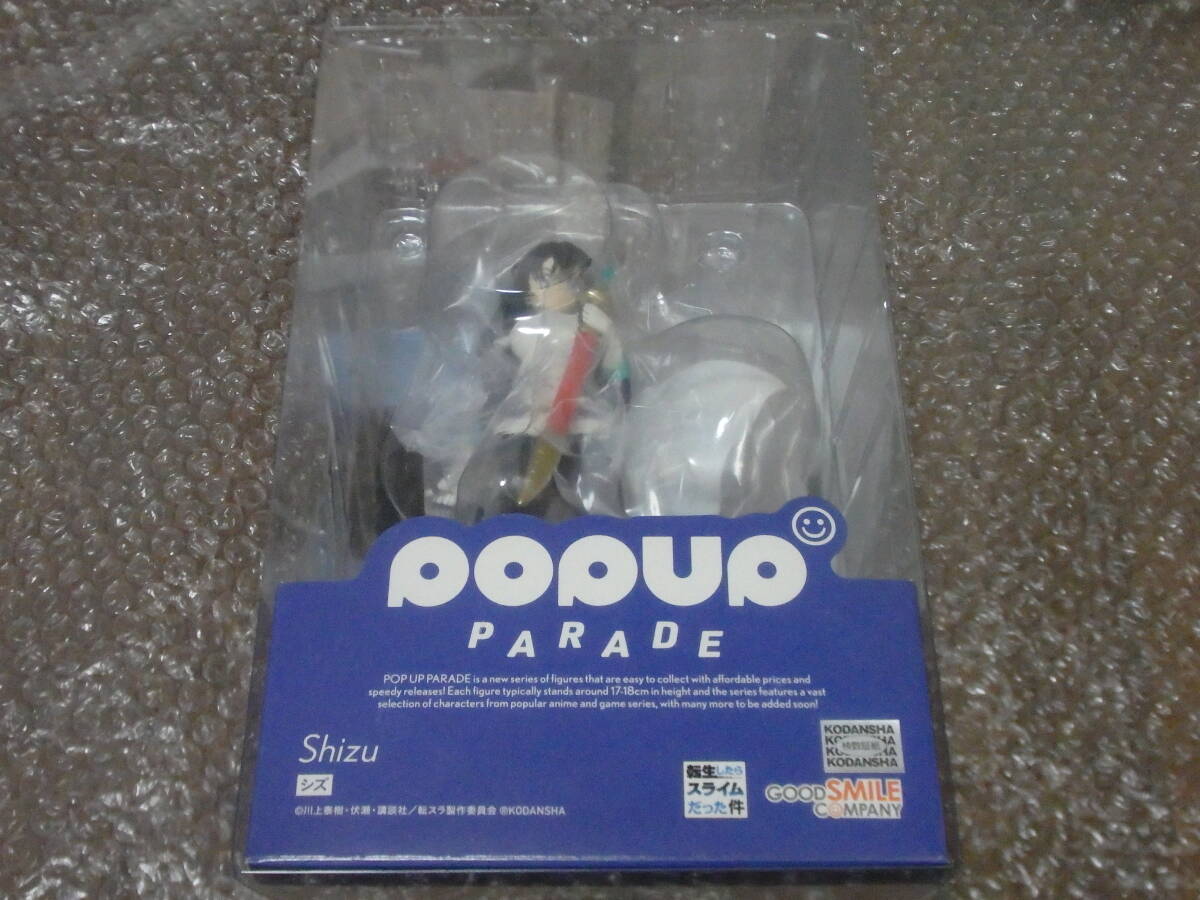 POPUP
PARADE
POP UP PARADE is a new series of figures that are easy to collect with affordable prices and
speedy releases! Each figure typically stands around 17-18cm in height and the series features a vast
selection of characters from popular anime and game series, with many more to be added soon!
Shizu
シズ
©川上泰樹・伏瀬・講談社／転スラ製作委員会 ®KODANSHA
転生したら
スライム
だった件
KODANSHA
KODANSHA
KODANSHA
KODANSHA
GOOD SMILE
COMPANY